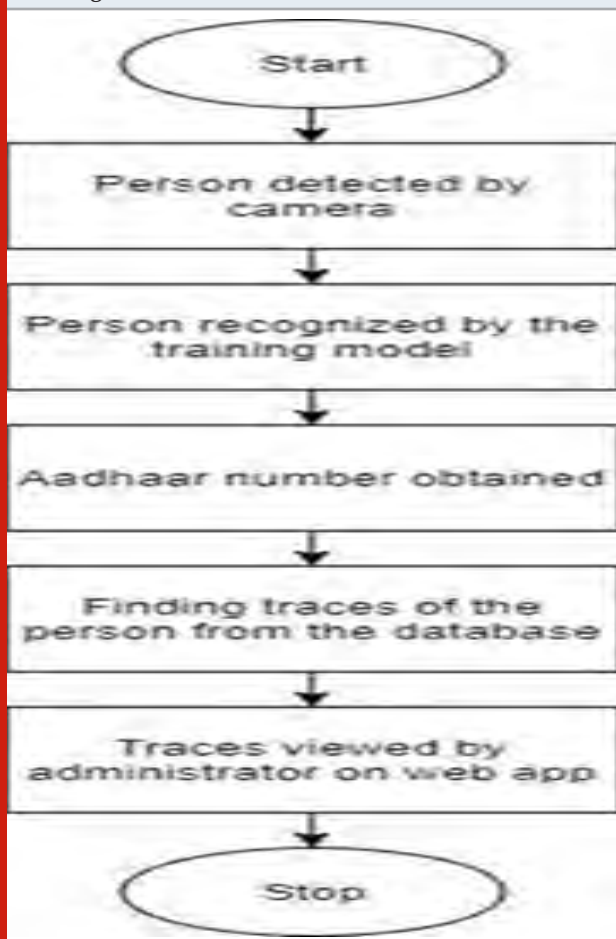 Start
Person detected by
camera
Person recognized by the
training model
Aadhaar number obtained
Finding traces of the
person from the database
Traces viewed by
administrator on web app
Stop